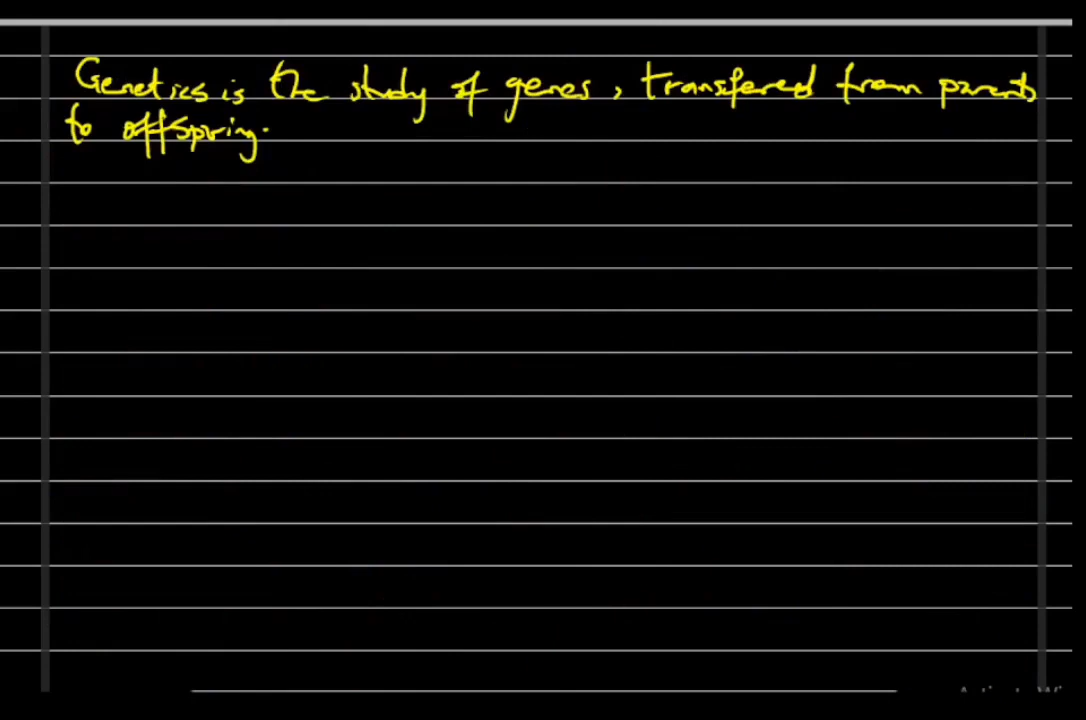 Genetics is the study of genes, transfered from parents
to offspring.